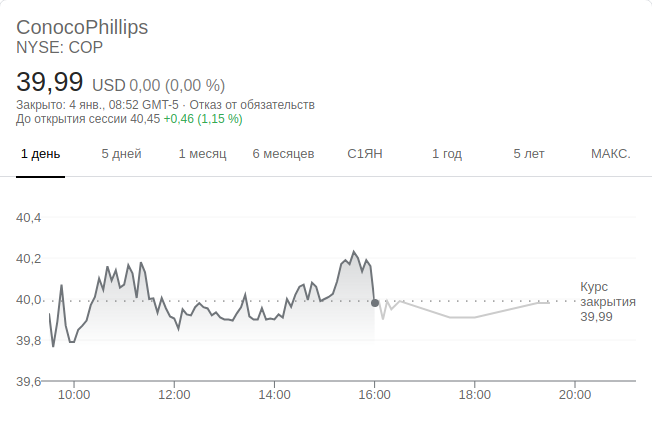 ConocoPhillips
NYSE: COP
39,99 USD 0,00 (0,00 %)
Закрыто: 4 янв., 08:52 GMT-5 · Отказ от обязательств
До открытия сессии 40,45 +0,46 (1,15 %)
1 день 5 дней 1 месяц 6 месяцев С1ЯН 1 год 5 лет МАКС.
40,4
40,2
40,0
39,8
39,6
Курс
закрытия
39,99
10:00 12:00 14:00 16:00 18:00 20:00